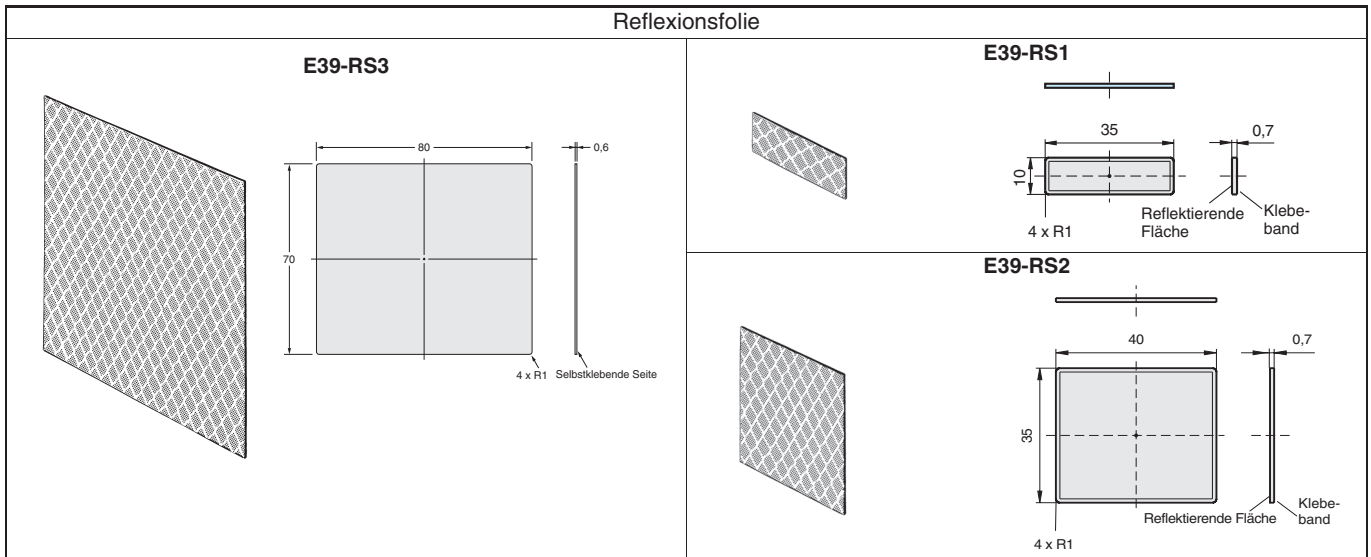 Reflexionsfolie
E39-RS3
80
0,6
70
4 x R1
Selbstklebende Seite
E39-RS1
35
0,7
10
Reflektierende
Fläche
Klebe-
band
4 x R1
E39-RS2
40
0,7
35
Reflektierende Fläche
Klebe-
band
4 x R1